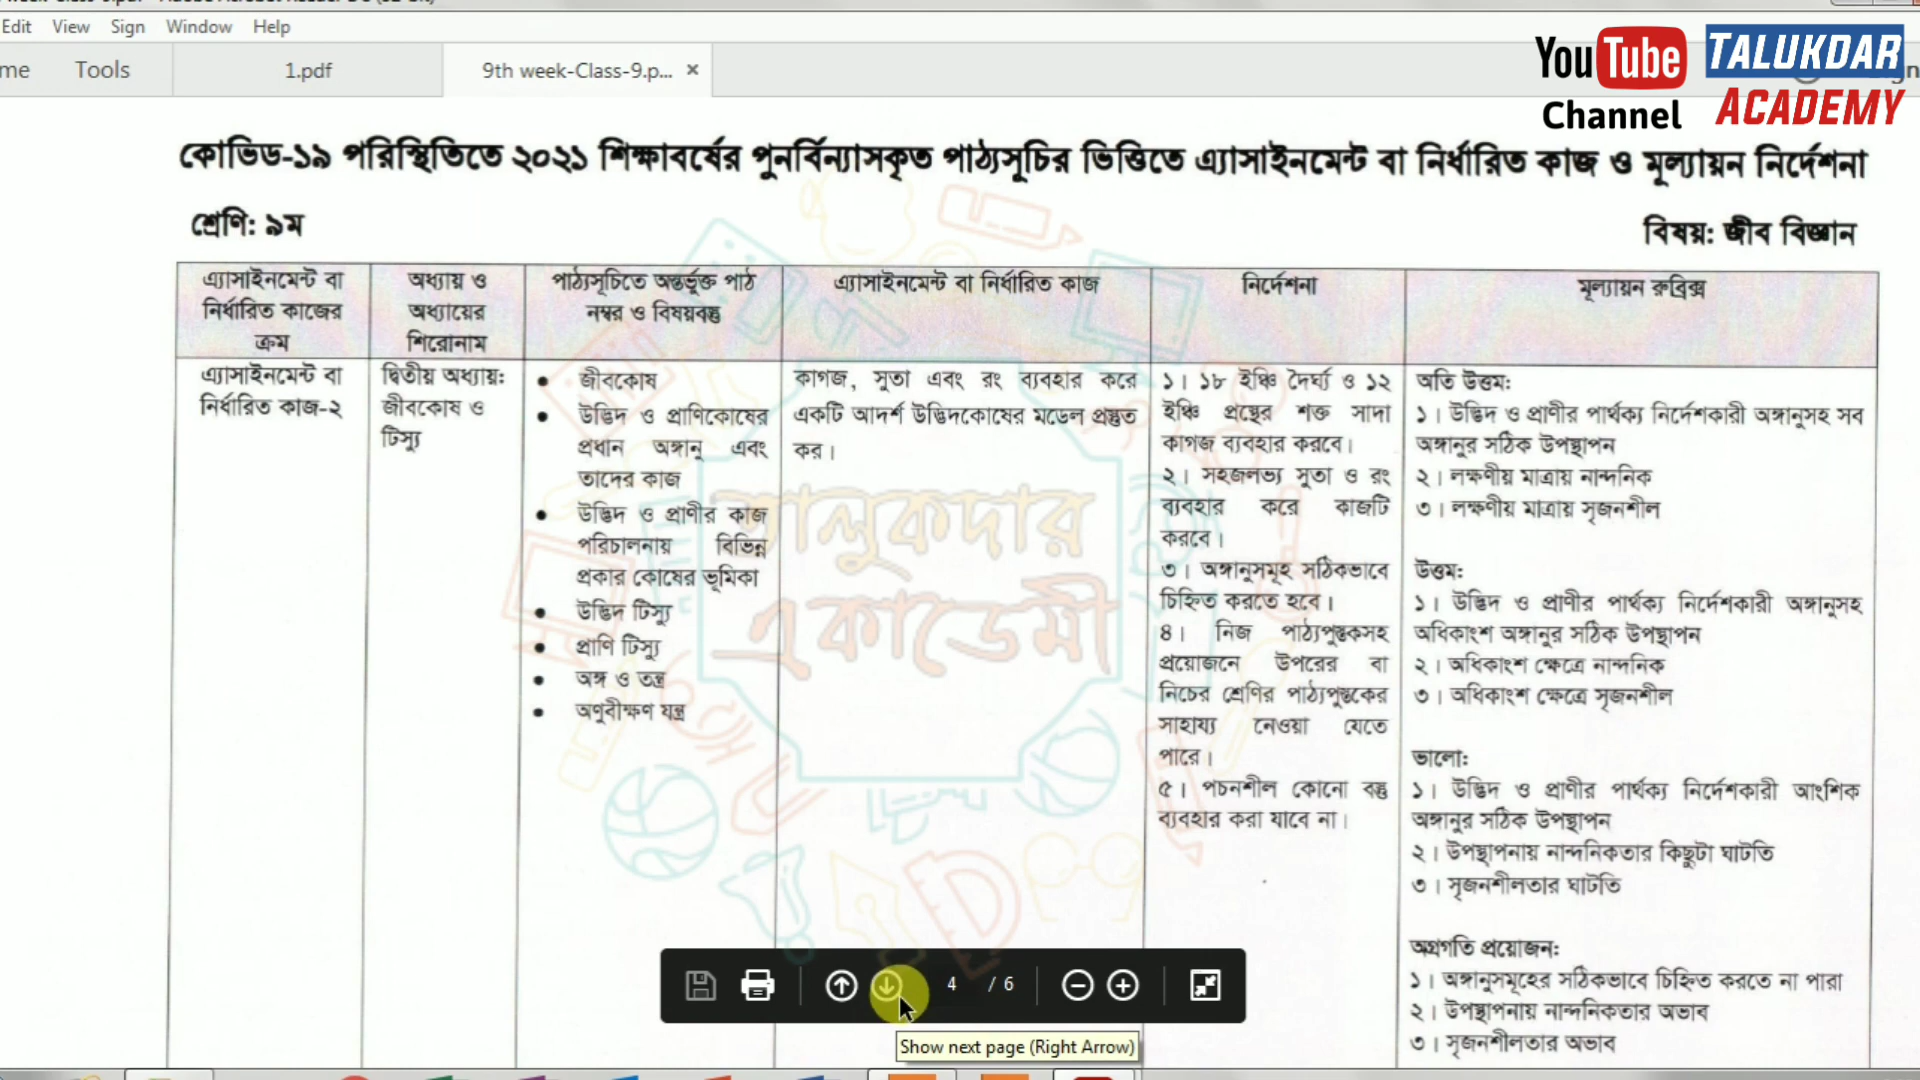 Edit View Sign Window Help
Tools
1.pdf
9th week-Class-9.p... ×
YouTube
Channel
TALUKDAR
ACADEMY
কোভিড-১৯ পরিস্থিতিতে ২০২১ শিক্ষাবর্ষের পুনর্বিন্যাসকৃত পাঠ্যসূচির ভিত্তিতে এ্যাসাইনমেন্ট বা নির্ধারিত কাজ ও মূল্যায়ন নির্দেশনা
শ্রেণি: ৯ম
বিষয়: জীব বিজ্ঞান
এ্যাসাইনমেন্ট বা
নির্ধারিত কাজের
ক্রম
অধ্যায় ও
অধ্যায়ের
শিরোনাম
পাঠ্যসূচিতে অন্তর্ভুক্ত পাঠ
নম্বর ও বিষয়বস্তু
এ্যাসাইনমেন্ট বা নির্ধারিত কাজ
নির্দেশনা
মূল্যায়ন রুব্রিক্স
এ্যাসাইনমেন্ট বা
নির্ধারিত কাজ-২
দ্বিতীয় অধ্যায়:
জীবকোষ ও
টিস্যু
• জীবকোষ
• উদ্ভিদ ও প্রাণিকোষের
প্রধান অঙ্গানু এবং
তাদের কাজ
• উদ্ভিদ ও প্রাণীর কাজ
পরিচালনায় বিভিন্ন
প্রকার কোষের ভূমিকা
• উদ্ভিদ টিস্যু
• প্রাণি টিস্যু
• অঙ্গ ও তন্ত্র
• অণুবীক্ষণ যন্ত্র
কাগজ, সুতা এবং রং ব্যবহার করে
একটি আদর্শ উদ্ভিদকোষের মডেল প্রস্তুত
কর।
১। ১৮ ইঞ্চি দৈর্ঘ্য ও ১২
ইঞ্চি প্রস্থের শক্ত সাদা
কাগজ ব্যবহার করবে।
২। সহজলভ্য সুতা ও রং
ব্যবহার করে কাজটি
করবে।
৩। অঙ্গানুসমূহ সঠিকভাবে
চিহ্নিত করতে হবে।
৪। নিজ পাঠ্যপুস্তকসহ
প্রয়োজনে উপরের বা
নিচের শ্রেণির পাঠ্যপুস্তকের
সাহায্য নেওয়া যেতে
পারে।
৫। পচনশীল কোনো বস্তু
ব্যবহার করা যাবে না।
অতি উত্তম:
১। উদ্ভিদ ও প্রাণীর পার্থক্য নির্দেশকারী অঙ্গানুসহ সব
অঙ্গানুর সঠিক উপস্থাপন
২। লক্ষণীয় মাত্রায় নান্দনিক
৩। লক্ষণীয় মাত্রায় সৃজনশীল
উত্তম:
১। উদ্ভিদ ও প্রাণীর পার্থক্য নির্দেশকারী অঙ্গানুসহ
অধিকাংশ অঙ্গানুর সঠিক উপস্থাপন
২। অধিকাংশ ক্ষেত্রে নান্দনিক
৩। অধিকাংশ ক্ষেত্রে সৃজনশীল
ভালো:
১। উদ্ভিদ ও প্রাণীর পার্থক্য নির্দেশকারী আংশিক
অঙ্গানুর সঠিক উপস্থাপন
২। উপস্থাপনায় নান্দনিকতার কিছুটা ঘাটতি
৩। সৃজনশীলতার ঘাটতি
অগ্রগতি প্রয়োজন:
১। অঙ্গানুসমূহের সঠিকভাবে চিহ্নিত করতে না পারা
২। উপস্থাপনায় নান্দনিকতার অভাব
৩। সৃজনশীলতার অভাব
তালুকদার
একাডেমী
4 / 6
Show next page (Right Arrow)